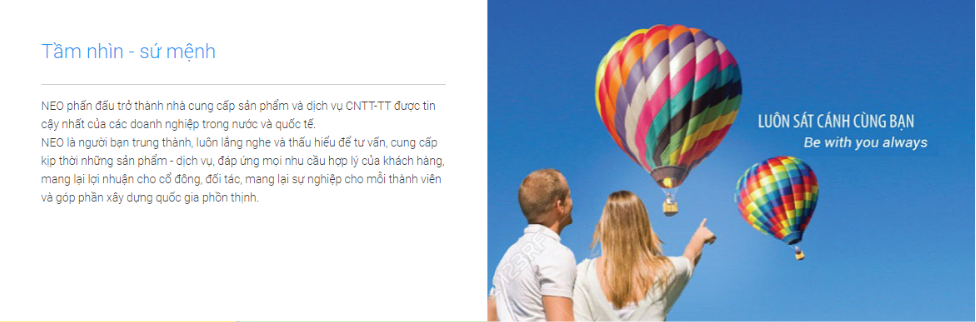 Tầm nhìn - sứ mệnh
NEO phấn đấu trở thành nhà cung cấp sản phẩm và dịch vụ CNTT-TT được tin
cậy nhất của các doanh nghiệp trong nước và quốc tế.
NEO là người bạn trung thành, luôn lắng nghe và thấu hiểu để tư vấn, cung cấp
kịp thời những sản phẩm - dịch vụ, đáp ứng mọi nhu cầu hợp lý của khách hàng,
mang lại lợi nhuận cho cổ đông, đối tác, mang lại sự nghiệp cho mỗi thành viên
và góp phần xây dựng quốc gia phồn thịnh.
LUÔN SÁT CÁNH CÙNG BẠN
Be with you always
123RF